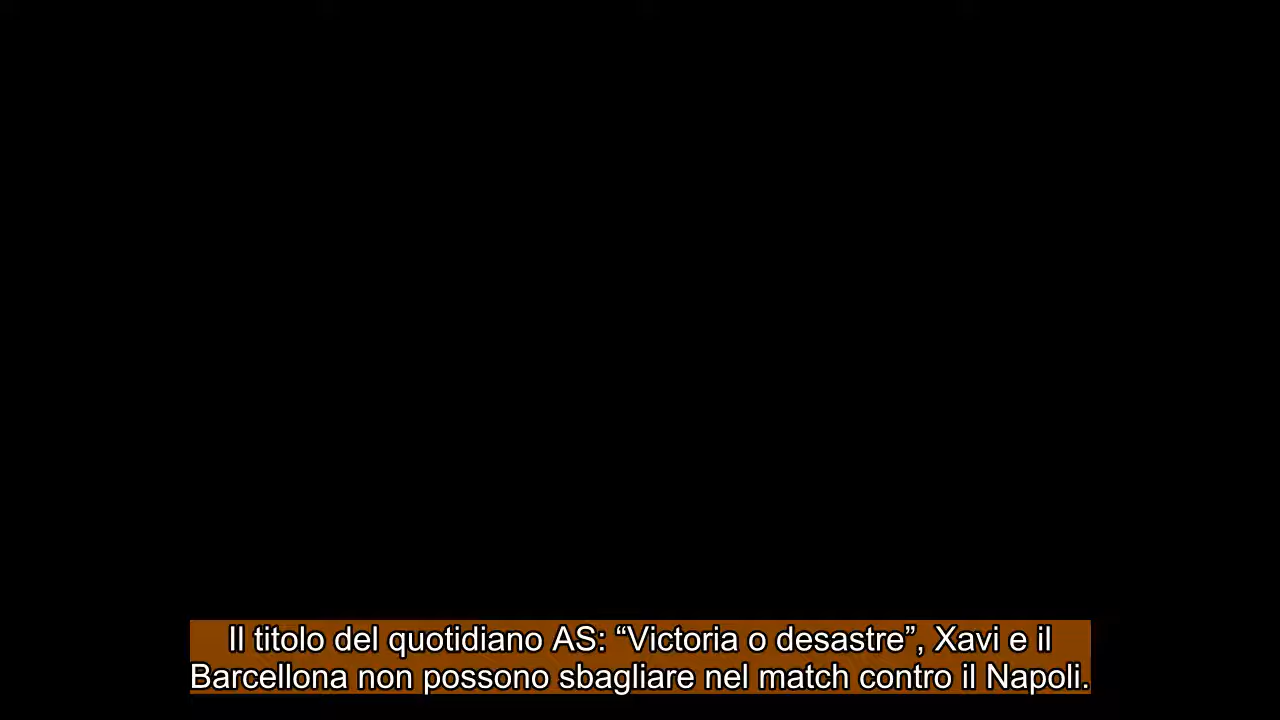 Il titolo del quotidiano AS: “Victoria o desastre”, Xavi e il
Barcellona non possono sbagliare nel match contro il Napoli.